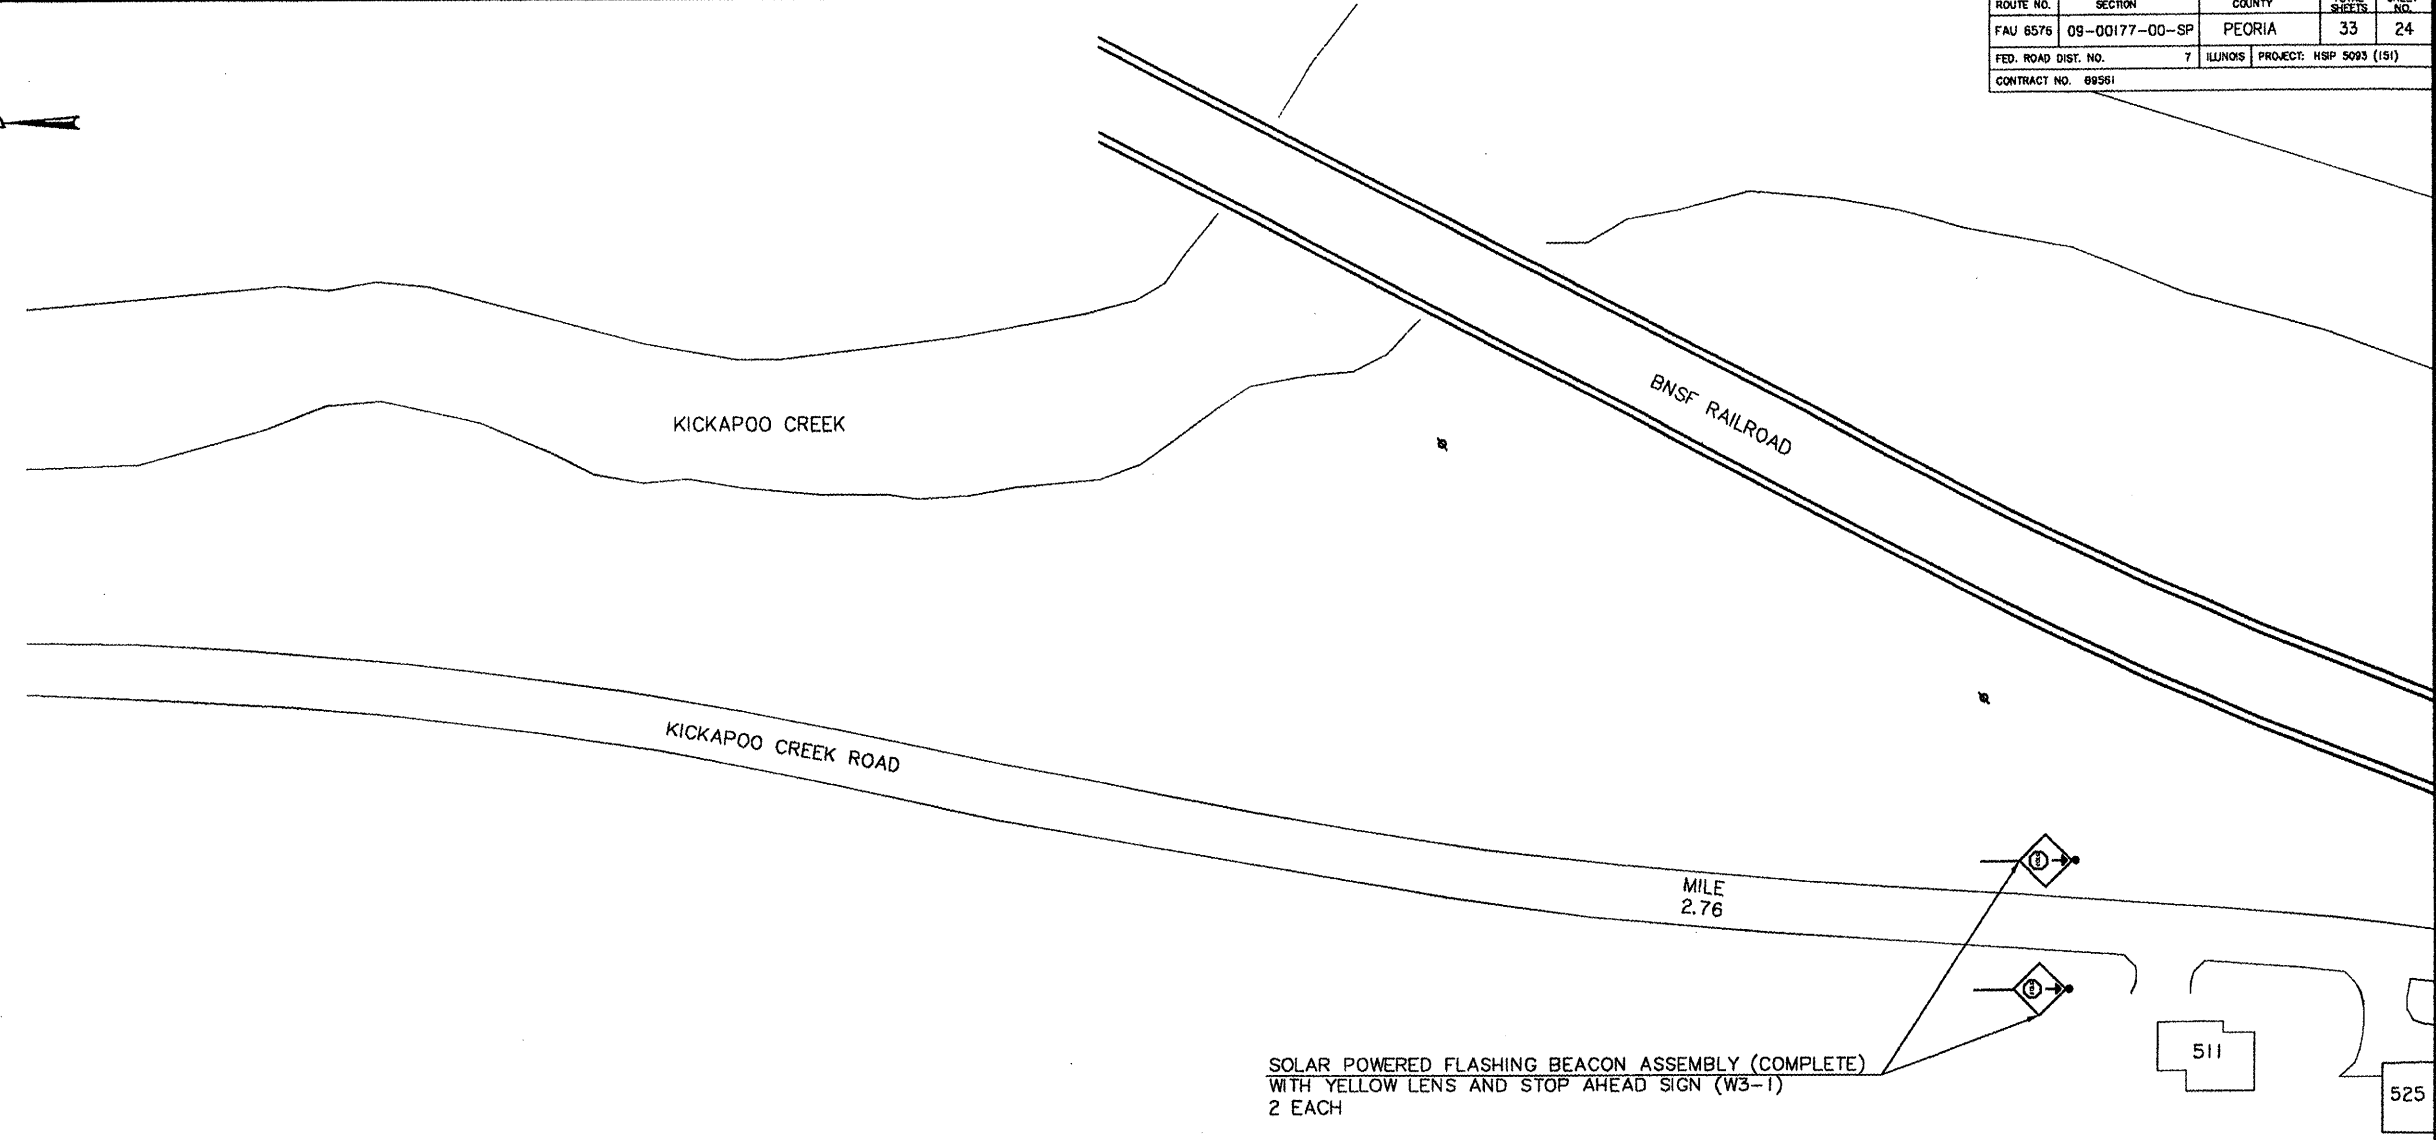 ROUTE NO. SECTION COUNTY SHEETS NO.
FAU 6576 09-00177-00-SP PEORIA 33 24
FED. ROAD DIST. NO. 7 ILLINOIS PROJECT: HSIP 5093 (151)
CONTRACT NO. 89561
BNSF RAILROAD
KICKAPOO CREEK
KICKAPOO CREEK ROAD
MILE
2.76
511
525
SOLAR POWERED FLASHING BEACON ASSEMBLY (COMPLETE)
WITH YELLOW LENS AND STOP AHEAD SIGN (W3-1)
2 EACH